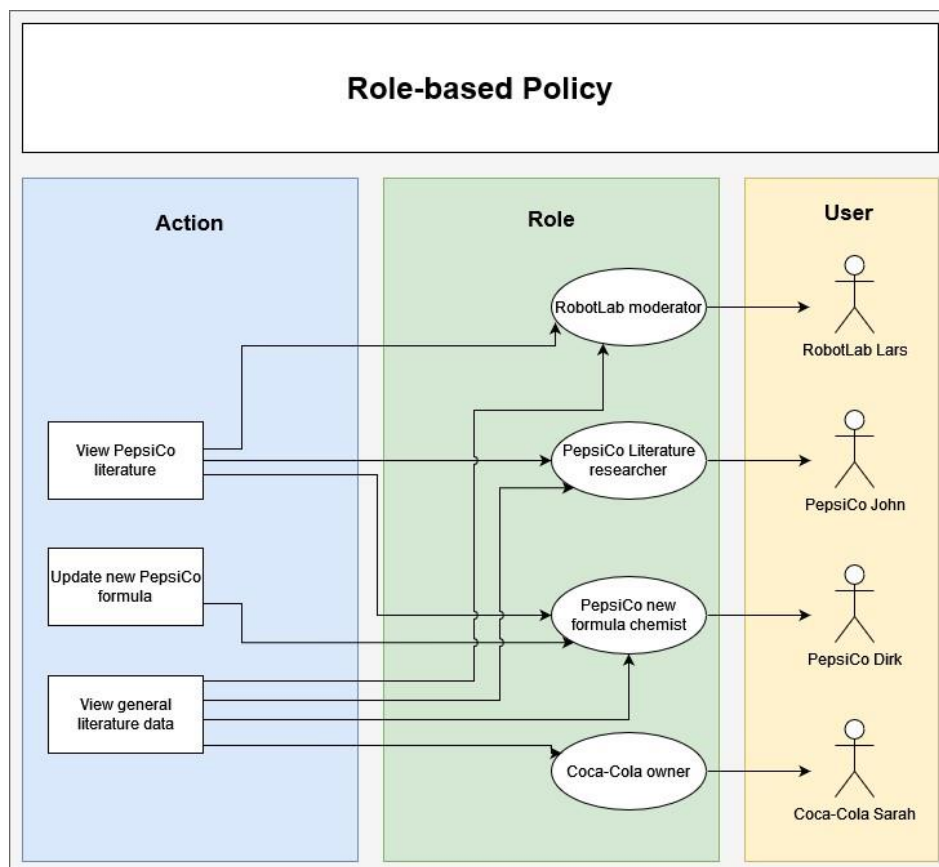 Role-based Policy
Action
Role
User
RobotLab moderator
RobotLab Lars
View PepsiCo
literature
PepsiCo Literature
researcher
PepsiCo John
Update new PepsiCo
formula
PepsiCo new
formula chemist
PepsiCo Dirk
View general
literature data
Coca-Cola owner
Coca-Cola Sarah